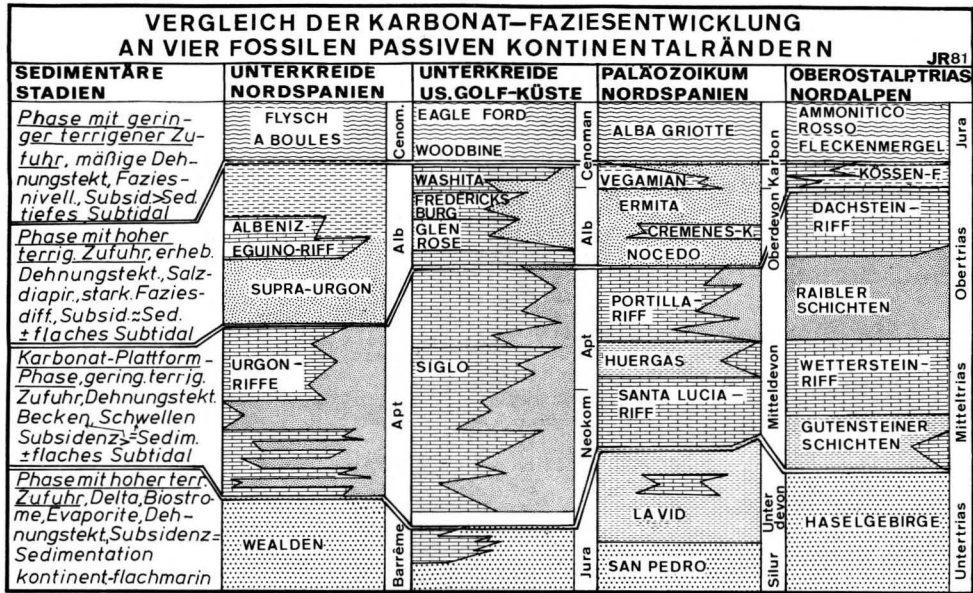 VERGLEICH DER KARBONAT-FAZIESENTWICKLUNG
AN VIER FOSSILEN PASSIVEN KONTINENTALRÄNDERN
JR81
SEDIMENTÄRE
STADIEN
Phase mit gerin-
ger terrigener Zu-
fuhr, mäßige Deh-
nungstekt., Fazies-
nivell., Subsid>Sed.
tiefes Subtidal
Phase mit hoher
terrig. Zufuhr, erheb.
Dehnungstekt., Salz-
diapir., stark. Fazies-
diff., Subsid.≈Sed.
±flaches Subtidal
Karbonat-Plattform-
Phase, gering. terrig.
Zufuhr, Dehnungstekt.
Becken, Schwellen
Subsidenz≥Sedim.
±flaches Subtidal
Phase mit hoher terr.
Zufuhr, Delta, Biostro-
me, Evaporite, Deh-
nungstekt., Subsidenz=
Sedimentation
kontinent-flachmarin
UNTERKREIDE
NORDSPANIEN
FLYSCH
A BOULES
ALBENIZ-
EGUINO-RIFF
SUPRA-URGON
URGON-
RIFFE
WEALDEN
Cenom.
Alb
Apt
Barrême
UNTERKREIDE
US. GOLF-KÜSTE
EAGLE FORD
WOODBINE
WASHITA
FREDERICKS
BURG
GLEN
ROSE
SIGLO
Cenoman
Alb
Apt
Neokom
Jura
PALÄOZOIKUM
NORDSPANIEN
ALBA GRIOTTE
VEGAMIAN
ERMITA
CREMENES-K.
NOCEDO
PORTILLA-
RIFF
HUERGAS
SANTA LUCIA-
RIFF
LA VID
SAN PEDRO
Karbon
Oberdevon
Mitteldevon
Unter
devon
Silur
OBEROSTALP.TRIAS
NORDALPEN
AMMONITICO
ROSSO
FLECKENMERGEL
KÖSSEN-F.
DACHSTEIN-
RIFF
RAIBLER
SCHICHTEN
WETTERSTEIN-
RIFF
GUTENSTEINER
SCHICHTEN
HASELGEBIRGE
Jura
Obertrias
Mitteltrias
Untertrias